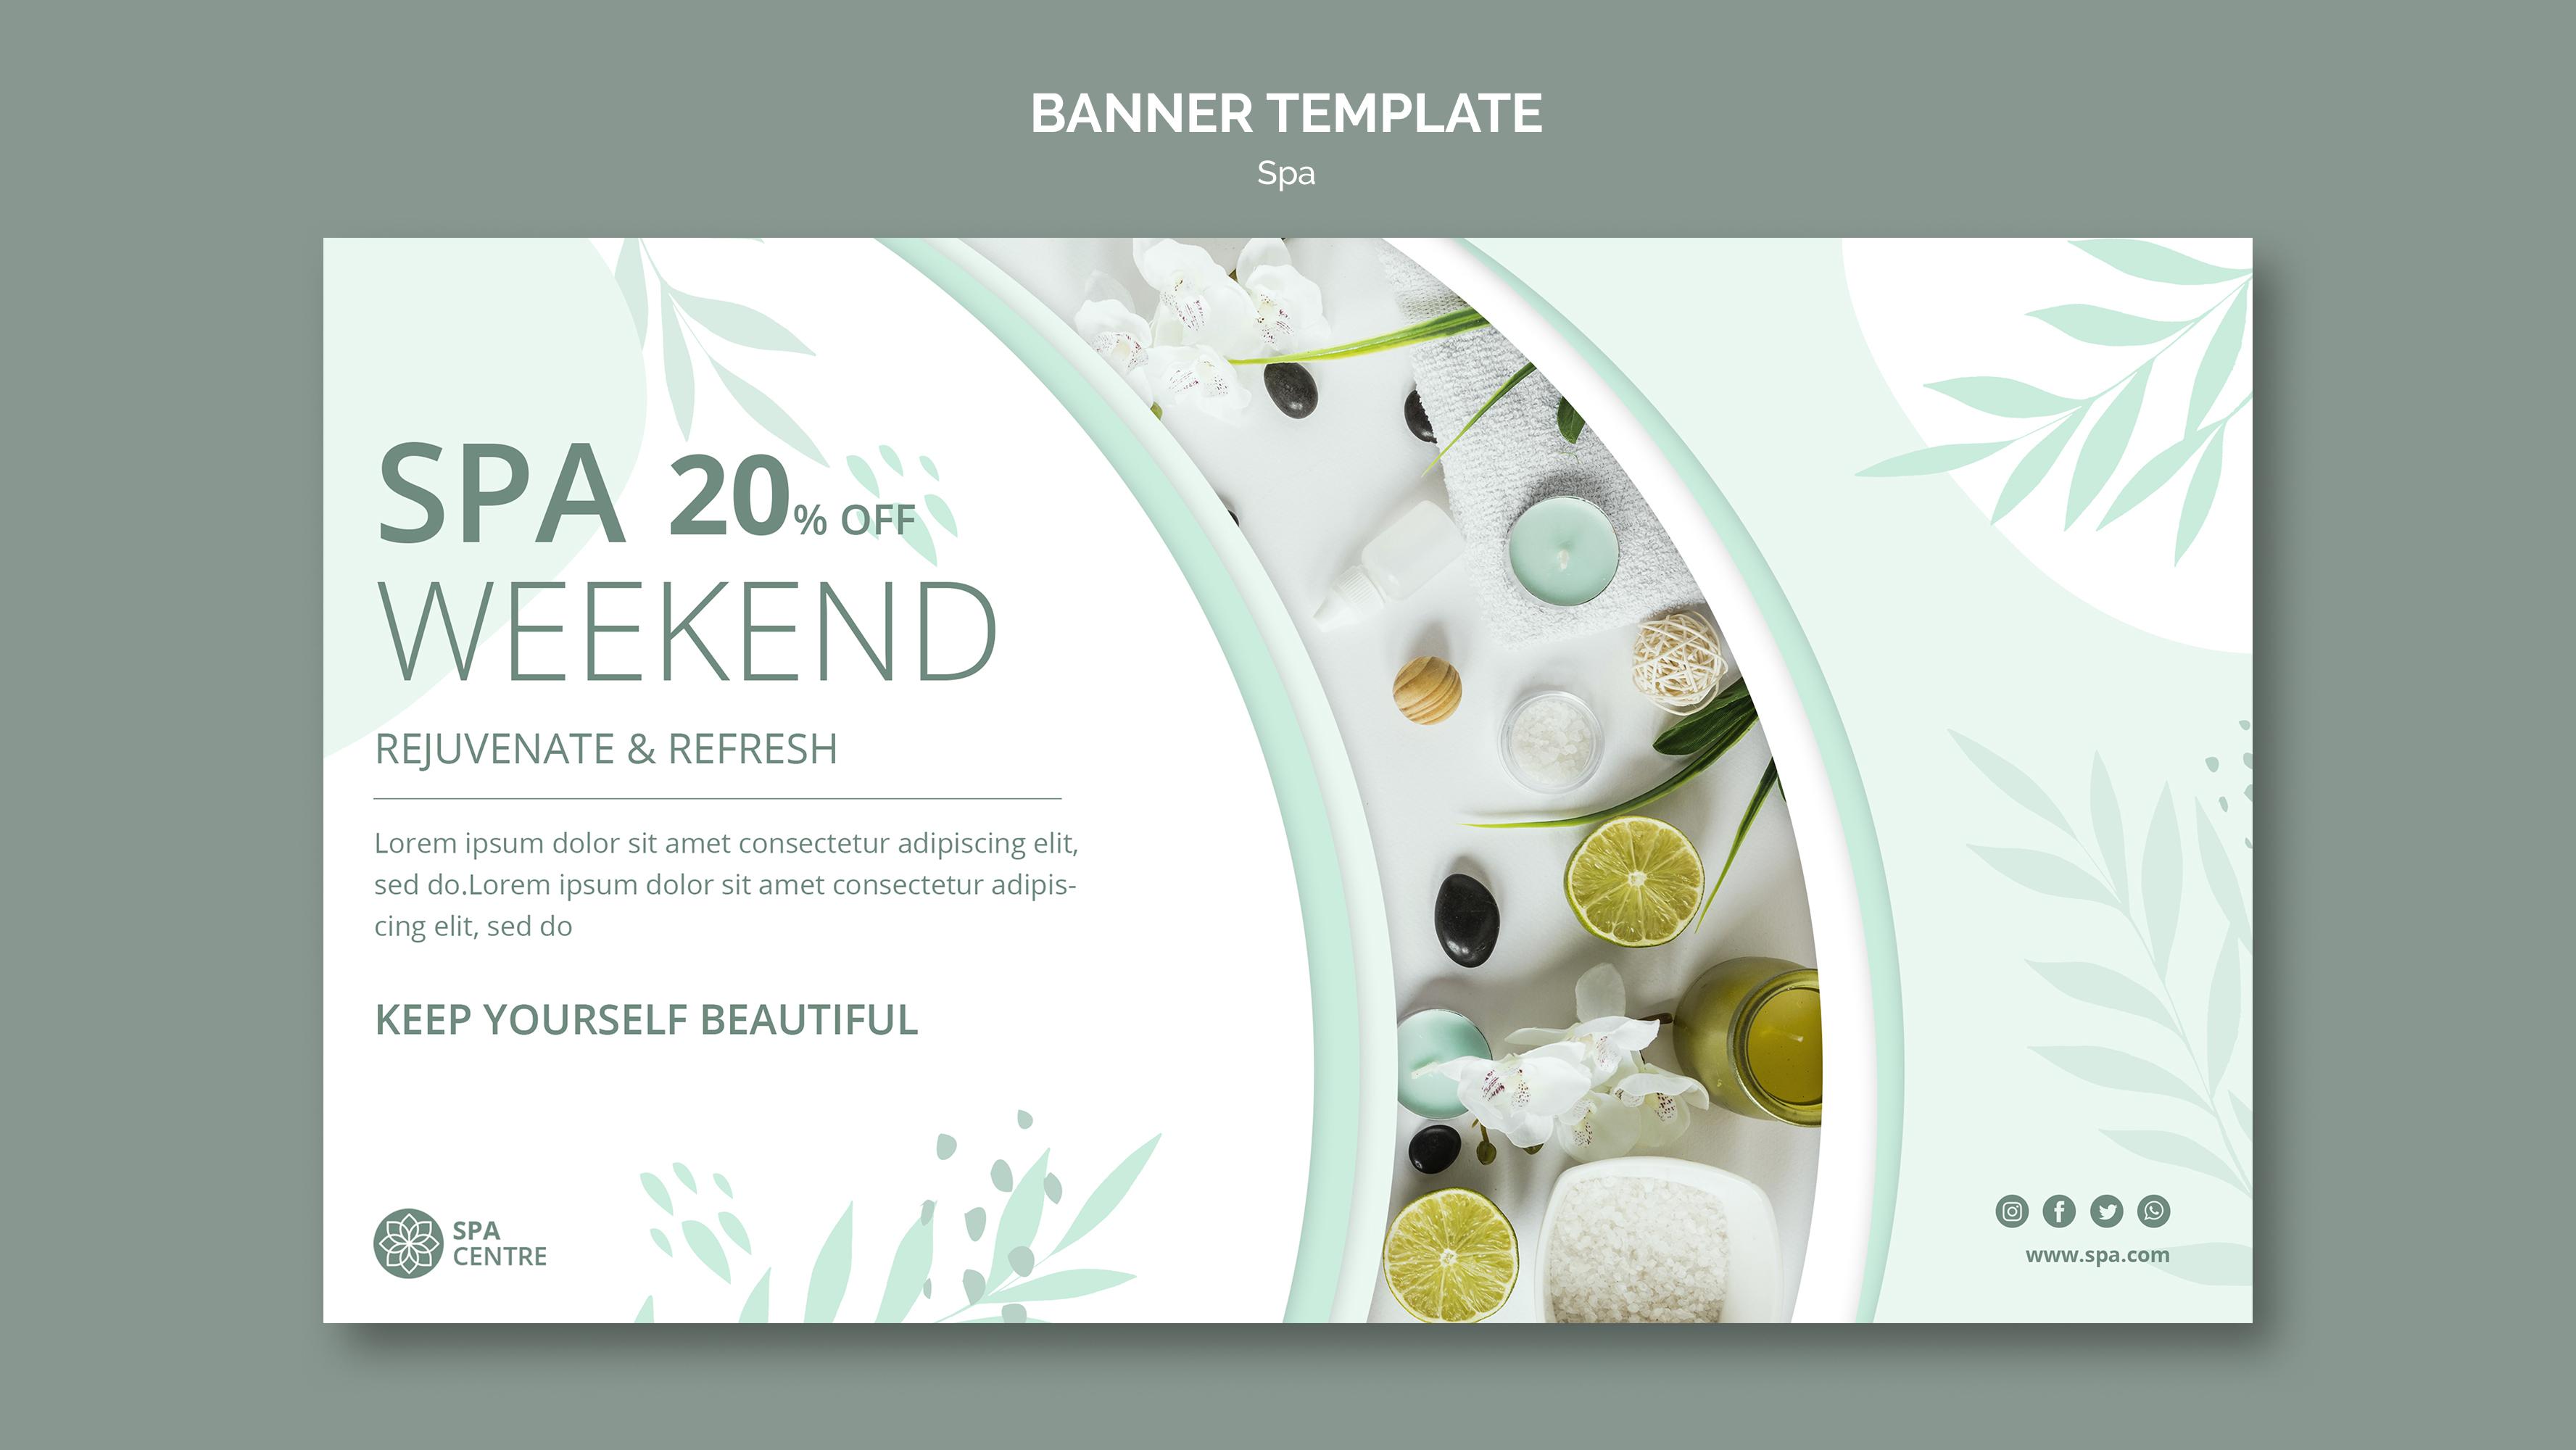 BANNER TEMPLATE
Spa
SPA 20% OFF
WEEKEND
REJUVENATE & REFRESH
Lorem ipsum dolor sit amet consectetur adipiscing elit,
sed do.Lorem ipsum dolor sit amet consectetur adipis-
cing elit, sed do
KEEP YOURSELF BEAUTIFUL
SPA
CENTRE
www.spa.com